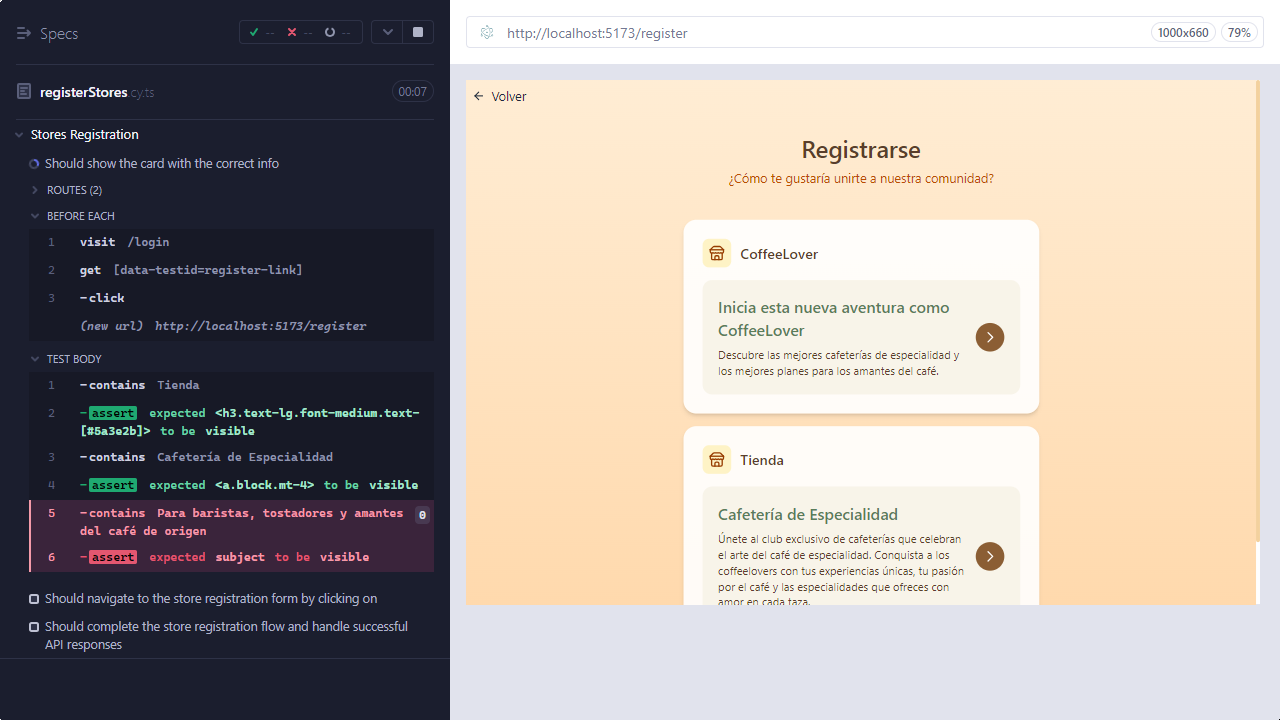 Specs
-- -- --
registerStores cy.ts
00:07
Stores Registration
Should show the card with the correct info
ROUTES (2)
BEFORE EACH
1 visit /login
2 get [data-testid=register-link]
3 -click
(new url) http://localhost:5173/register
TEST BODY
1 -contains Tienda
2 -assert expected <h3.text-lg.font-medium.text-
[#5a3e2b]> to be visible
3 -contains Cafetería de Especialidad
4 -assert expected <a.block.mt-4> to be visible
5 -contains Para baristas, tostadores y amantes 0
del café de origen
6 -assert expected subject to be visible
Should navigate to the store registration form by clicking on
Should complete the store registration flow and handle successful
API responses
http://localhost:5173/register
1000x660
79%
Volver
Registrarse
¿Cómo te gustaría unirte a nuestra comunidad?
CoffeeLover
Inicia esta nueva aventura como
CoffeeLover
Descubre las mejores cafeterías de especialidad y
los mejores planes para los amantes del café.
Tienda
Cafetería de Especialidad
Únete al club exclusivo de cafeterías que celebran
el arte del café de especialidad. Conquista a los
coffeelovers con tus experiencias únicas, tu pasión
por el café y las especialidades que ofreces con
amor en cada taza.